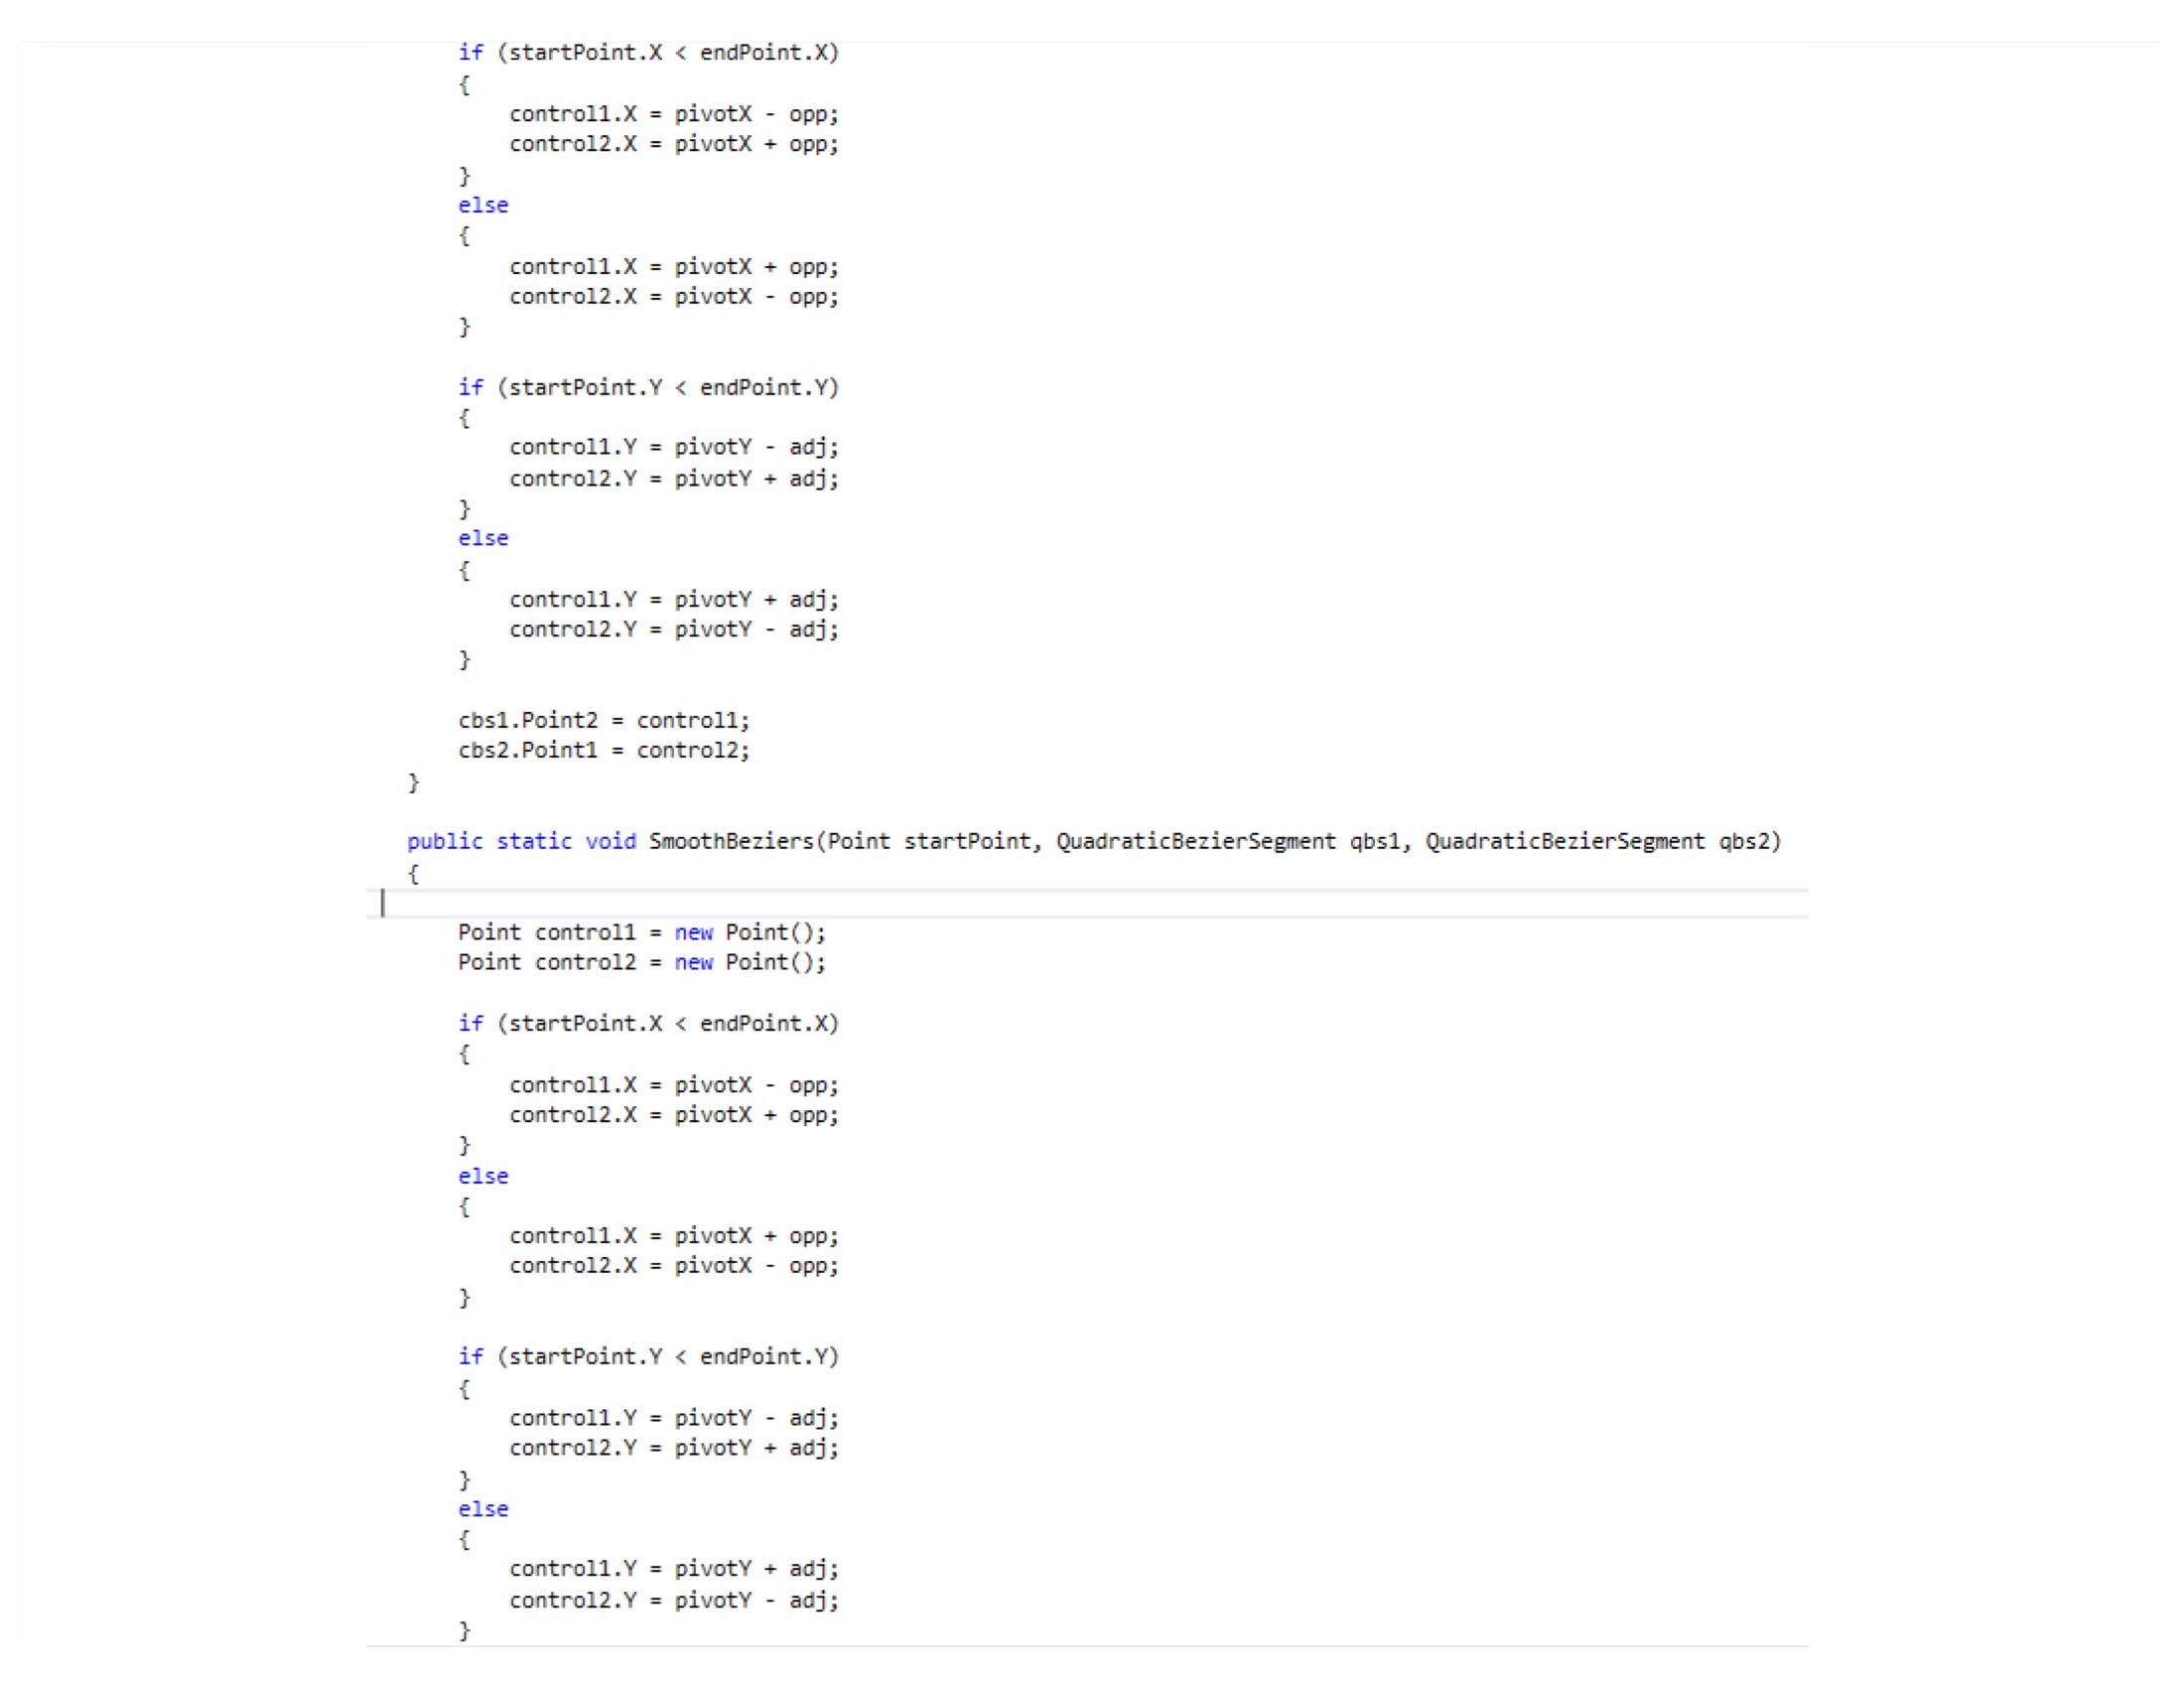 if (startPoint.X < endPoint.X)
{
control1.X = pivotX - opp;
control2.X = pivotX + opp;
}
else
{
control1.X = pivotX + opp;
control2.X = pivotX - opp;
}
if (startPoint.Y < endPoint.Y)
{
control1.Y = pivotY - adj;
control2.Y = pivotY + adj;
}
else
{
control1.Y = pivotY + adj;
control2.Y = pivotY - adj;
}
cbs1.Point2 = control1;
cbs2.Point1 = control2;
}
public static void SmoothBeziers(Point startPoint, QuadraticBezierSegment qbs1, QuadraticBezierSegment qbs2)
{
Point control1 = new Point();
Point control2 = new Point();
if (startPoint.X < endPoint.X)
{
control1.X = pivotX - opp;
control2.X = pivotX + opp;
}
else
{
control1.X = pivotX + opp;
control2.X = pivotX - opp;
}
if (startPoint.Y < endPoint.Y)
{
control1.Y = pivotY - adj;
control2.Y = pivotY + adj;
}
else
{
control1.Y = pivotY + adj;
control2.Y = pivotY - adj;
}